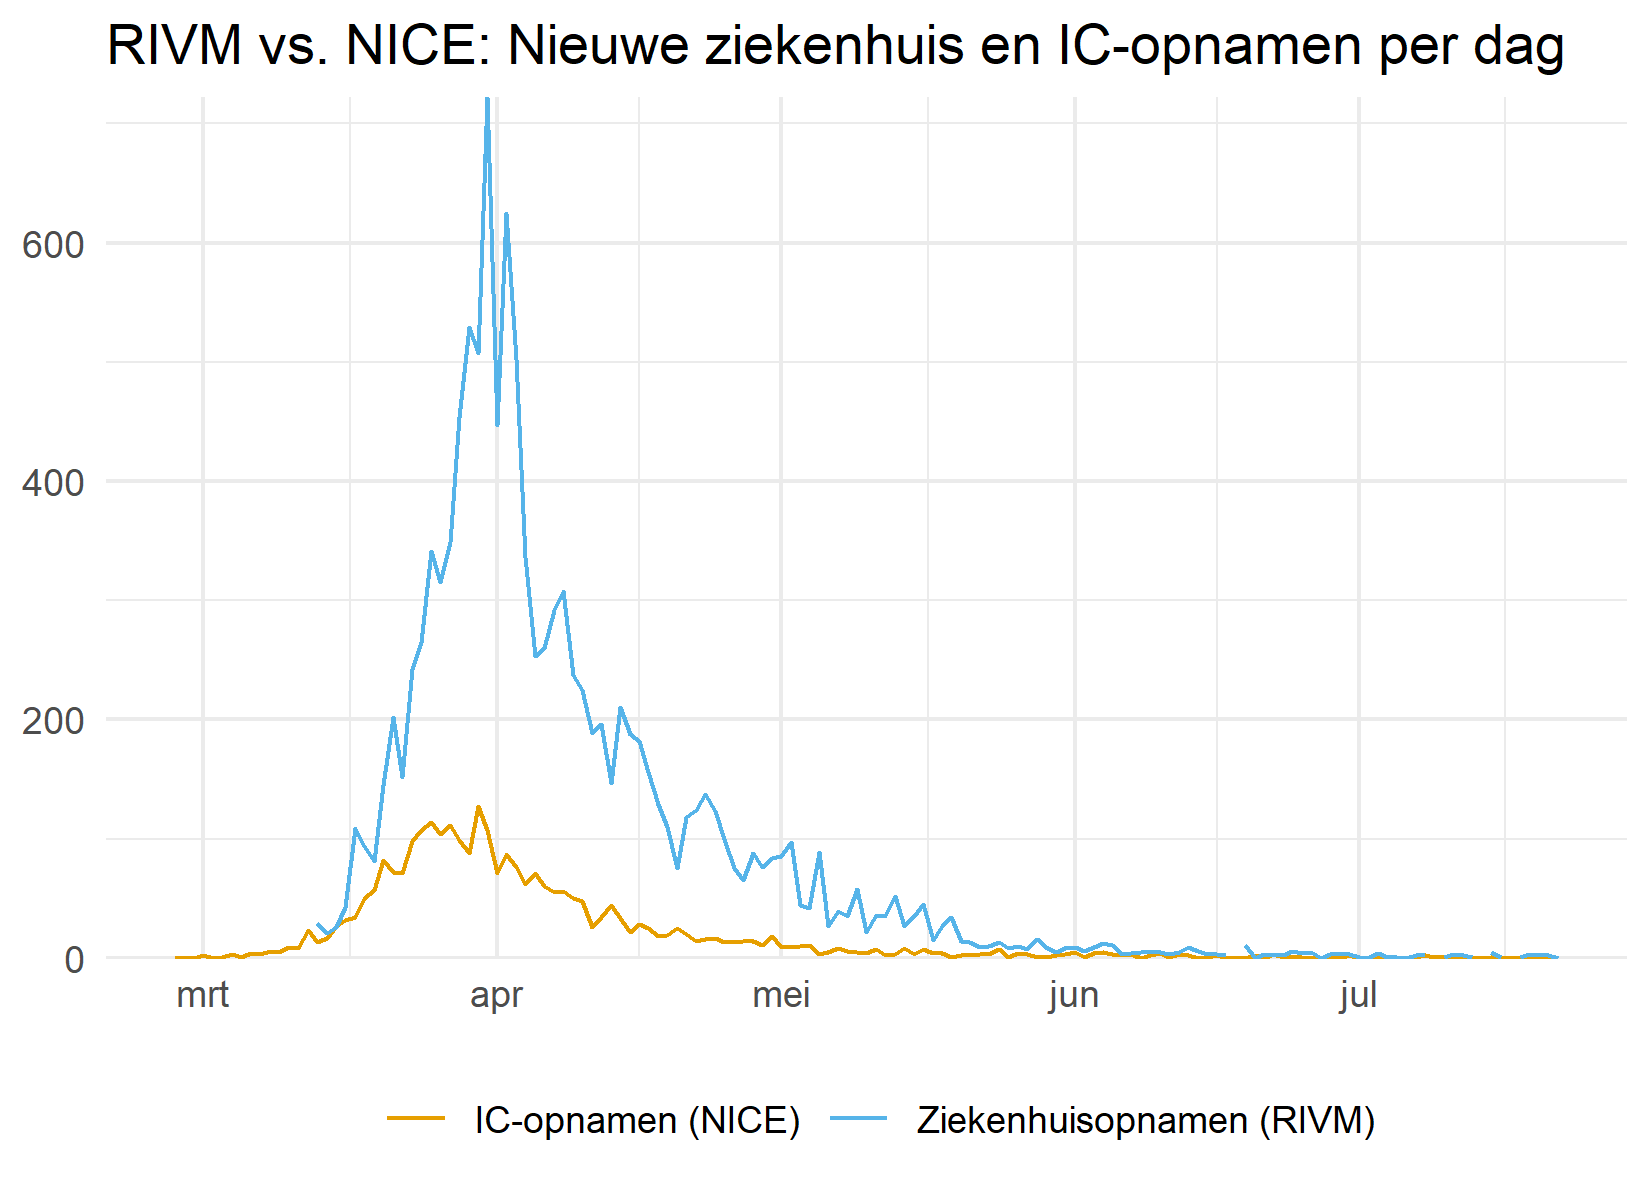 RIVM vs. NICE: Nieuwe ziekenhuis en IC-opnamen per dag
600
400
200
0
mrt apr mei jun jul
IC-opnamen (NICE) Ziekenhuisopnamen (RIVM)